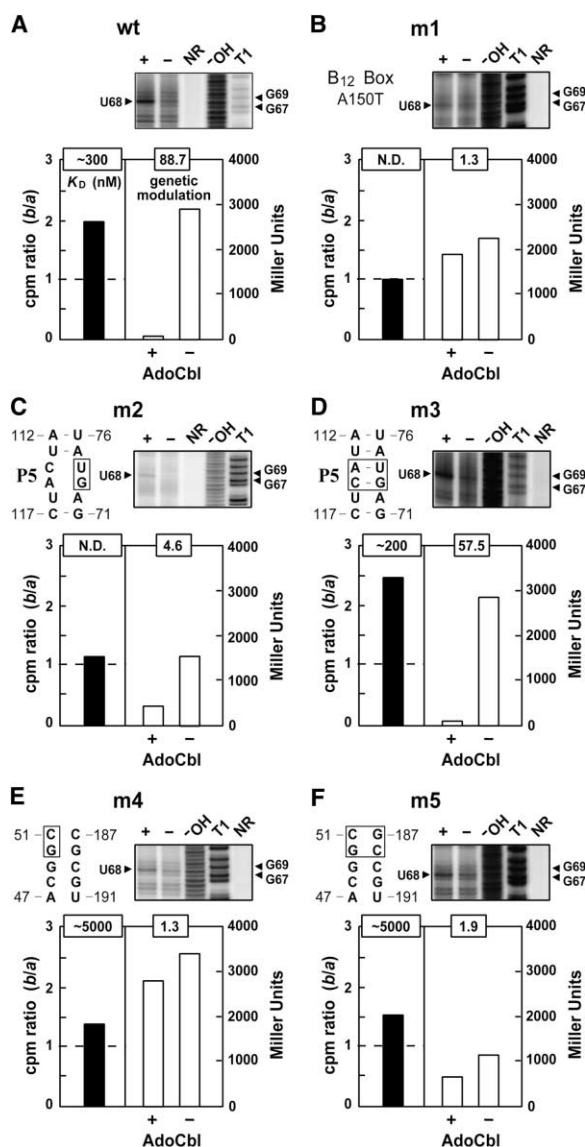 A wt
+ − NR -OH T1
U68 G69
G67
3 ~300 88.7 4000
K_D (nM) genetic modulation
2 3000
2000
1 1000
0 0
cpm ratio (b/a) Miller Units
+ −
AdoCbl
B m1
+ − -OH T1 NR
B12 Box
A150T
U68 G69
G67
3 N.D. 1.3 4000
2 3000
2000
1 1000
0 0
cpm ratio (b/a) Miller Units
+ −
AdoCbl
C m2
112 – A U – 76
U A
P5 C U
A G
U A
117 – C G – 71
+ − NR -OH T1
U68 G69
G67
3 N.D. 4.6 4000
2 3000
2000
1 1000
0 0
cpm ratio (b/a) Miller Units
+ −
AdoCbl
D m3
112 – A U – 76
U A
P5 A U
C G
U A
117 – C G – 71
+ − -OH T1 NR
U68 G69
G67
3 ~200 57.5 4000
2 3000
2000
1 1000
0 0
cpm ratio (b/a) Miller Units
+ −
AdoCbl
E m4
51 – C C – 187
G G
G C
C G
47 – A U – 191
+ − -OH T1 NR
U68 G69
G67
3 ~5000 1.3 4000
2 3000
2000
1 1000
0 0
cpm ratio (b/a) Miller Units
+ −
AdoCbl
F m5
51 – C G – 187
G C
G C
C G
47 – A U – 191
+ − -OH T1 NR
U68 G69
G67
3 ~5000 1.9 4000
2 3000
2000
1 1000
0 0
cpm ratio (b/a) Miller Units
+ −
AdoCbl